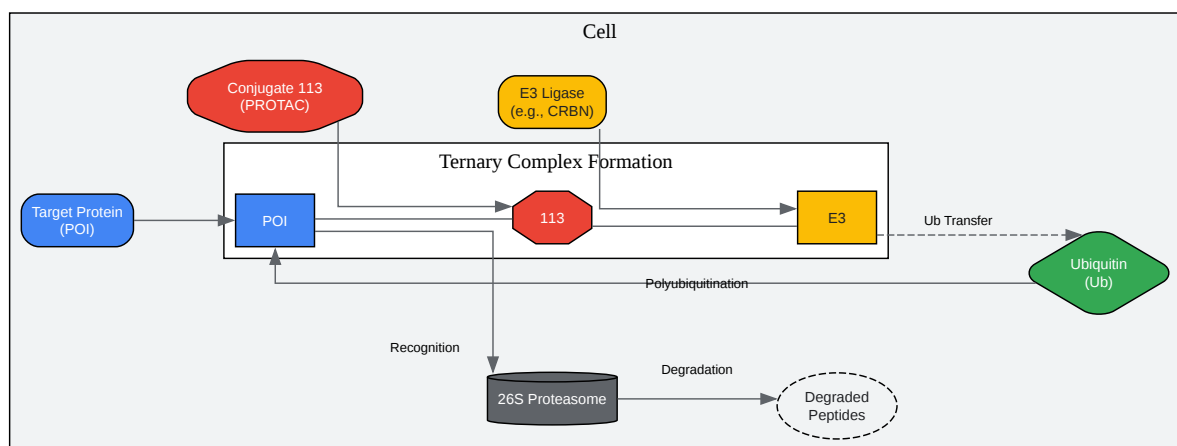 Cell
Conjugate 113
(PROTAC)
E3 Ligase
(e.g., CRBN)
Ternary Complex Formation
Target Protein
(POI)
POI
113
E3
Ub Transfer
Ubiquitin
(Ub)
Polyubiquitination
Recognition
Degradation
26S Proteasome
Degraded
Peptides